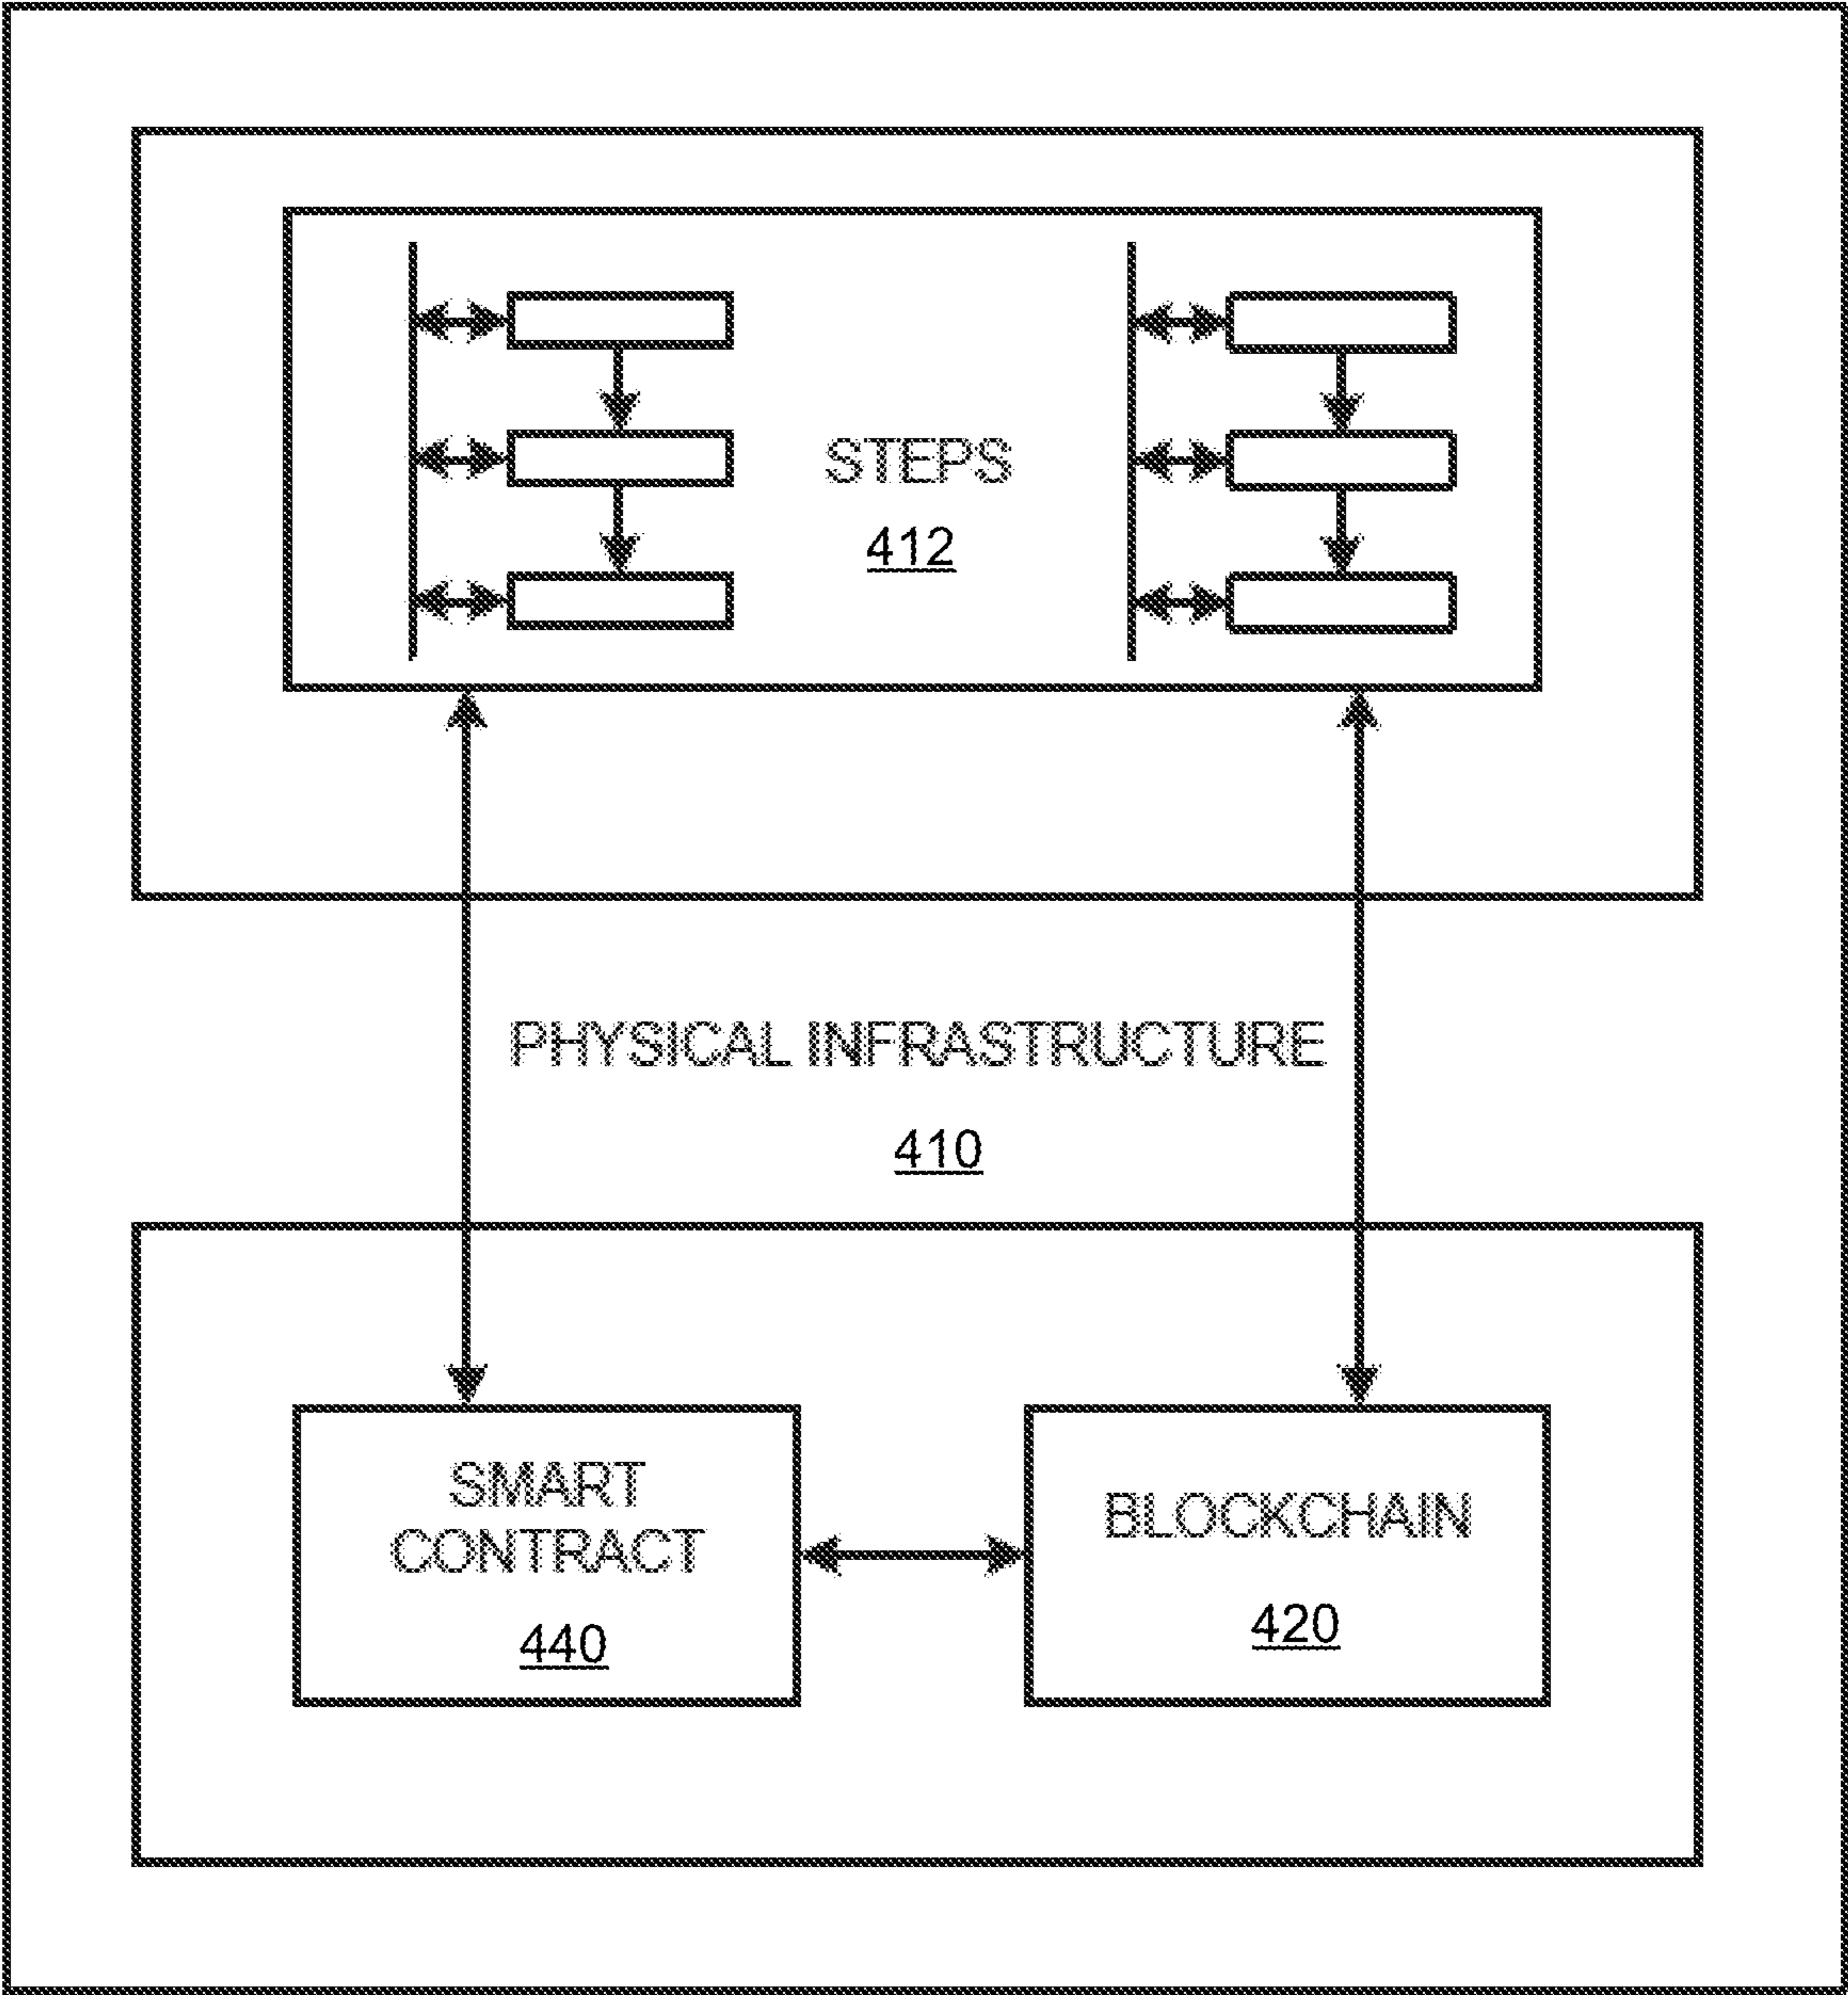 STEPS
412
PHYSICAL INFRASTRUCTURE
410
SMART
CONTRACT
440
BLOCKCHAIN
420